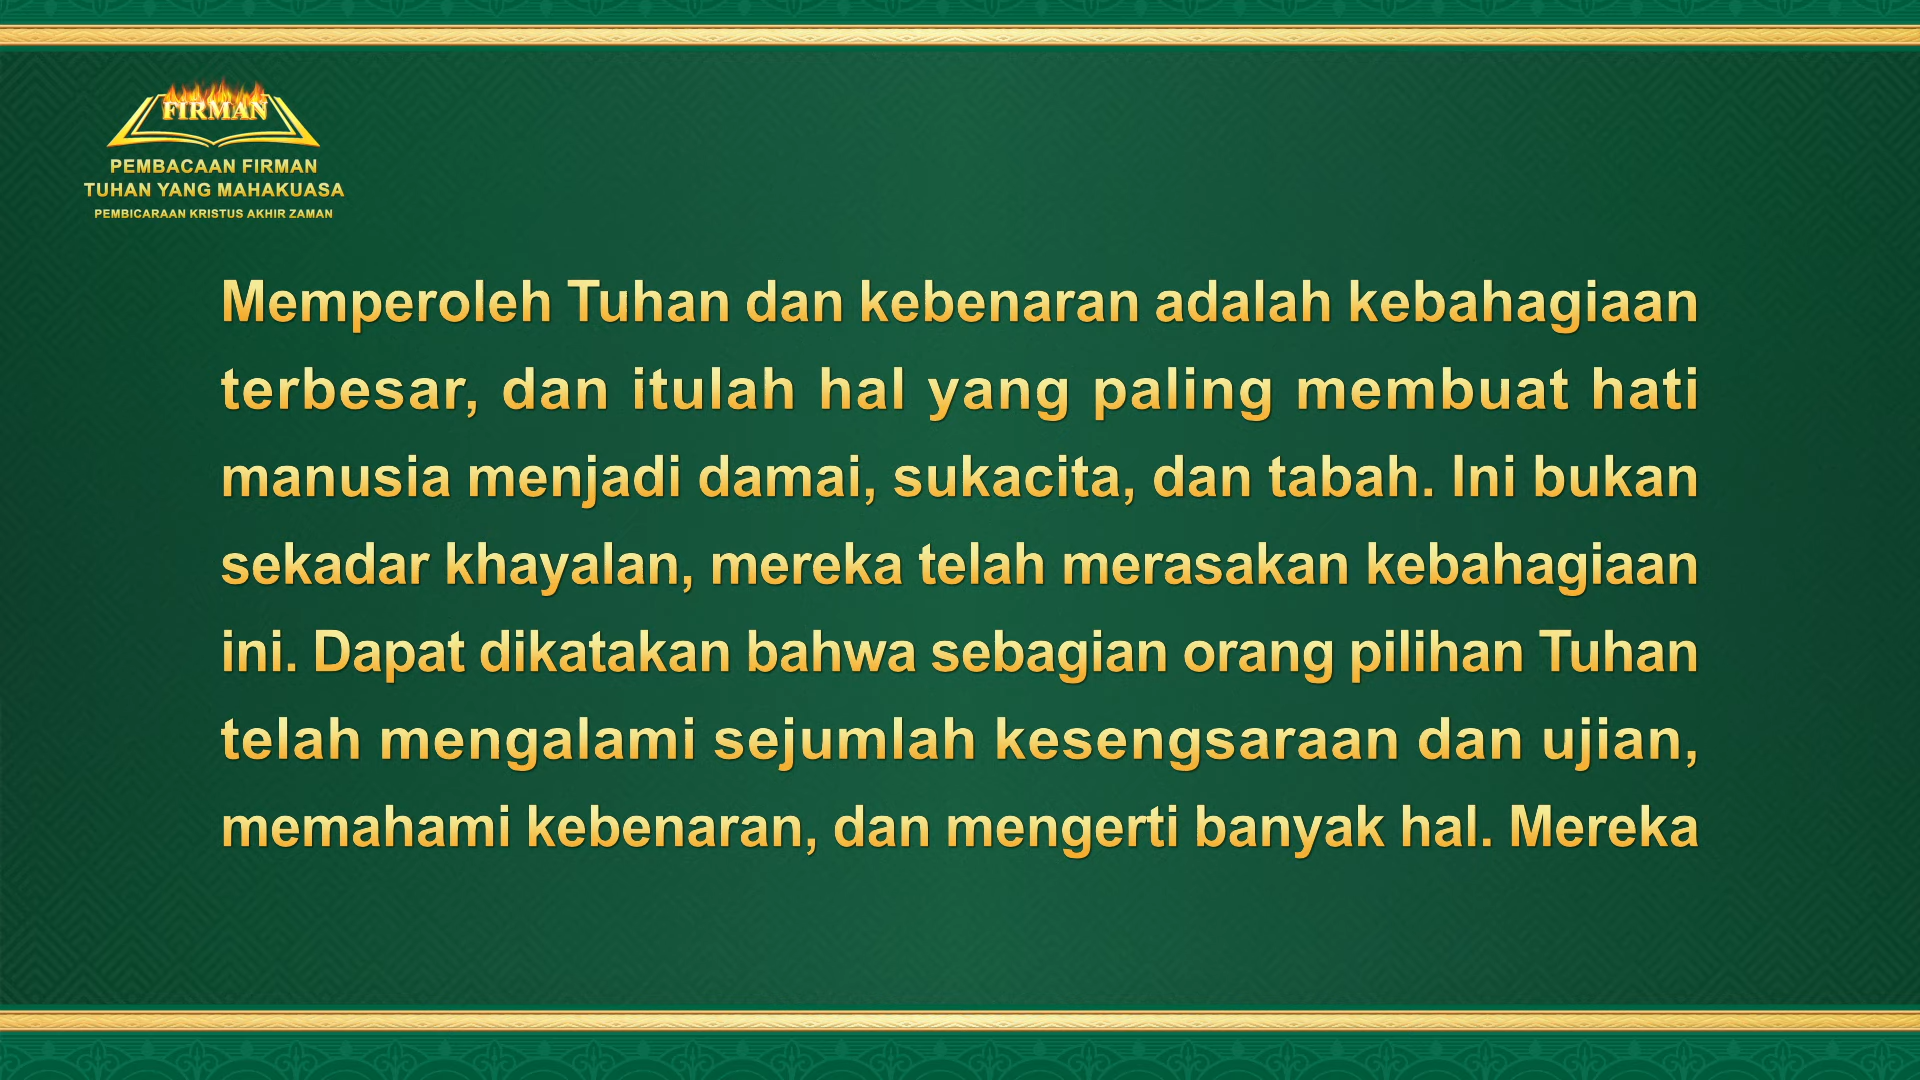 FIRMAN
PEMBACAAN FIRMAN
TUHAN YANG MAHAKUASA
PEMBICARAAN KRISTUS AKHIR ZAMAN
Memperoleh Tuhan dan kebenaran adalah kebahagiaan
terbesar, dan itulah hal yang paling membuat hati
manusia menjadi damai, sukacita, dan tabah. Ini bukan
sekadar khayalan, mereka telah merasakan kebahagiaan
ini. Dapat dikatakan bahwa sebagian orang pilihan Tuhan
telah mengalami sejumlah kesengsaraan dan ujian,
memahami kebenaran, dan mengerti banyak hal. Mereka